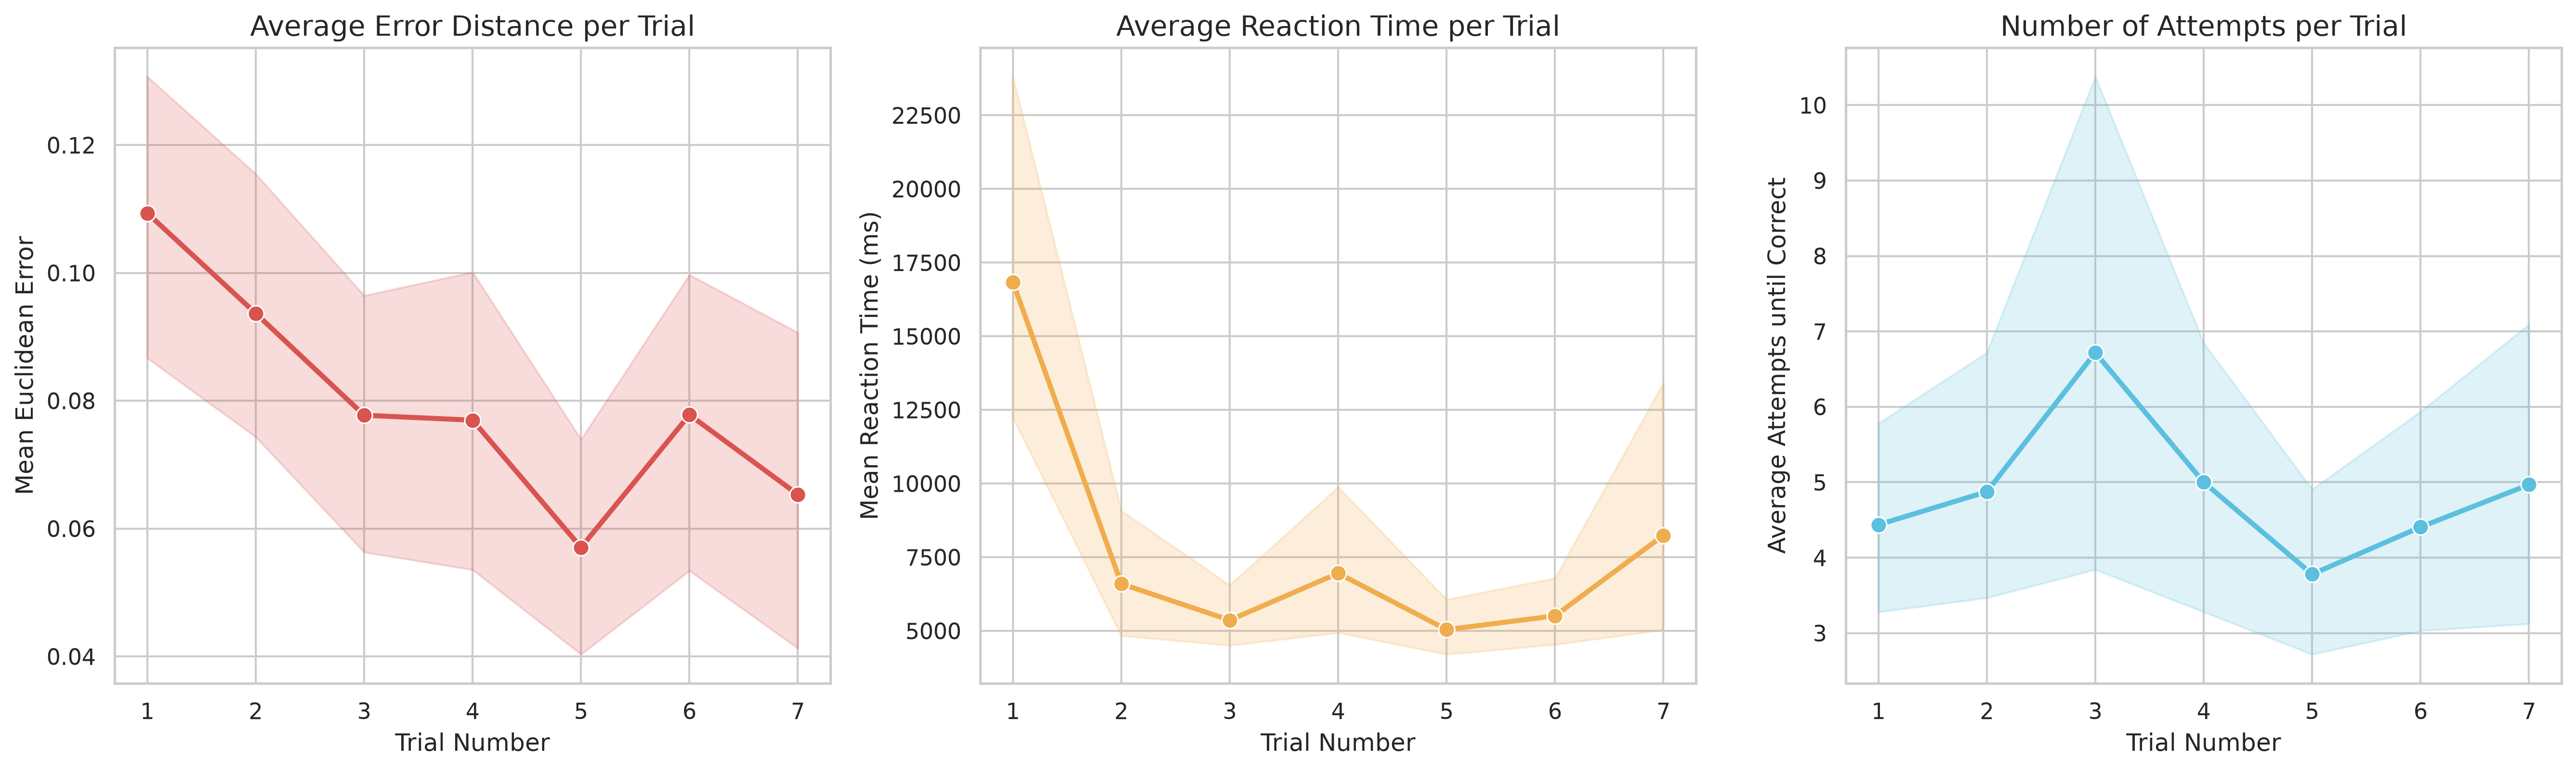 Average Error Distance per Trial
Mean Euclidean Error
0.12
0.10
0.08
0.06
0.04
1 2 3 4 5 6 7
Trial Number
Average Reaction Time per Trial
Mean Reaction Time (ms)
22500
20000
17500
15000
12500
10000
7500
5000
1 2 3 4 5 6 7
Trial Number
Number of Attempts per Trial
Average Attempts until Correct
10
9
8
7
6
5
4
3
1 2 3 4 5 6 7
Trial Number